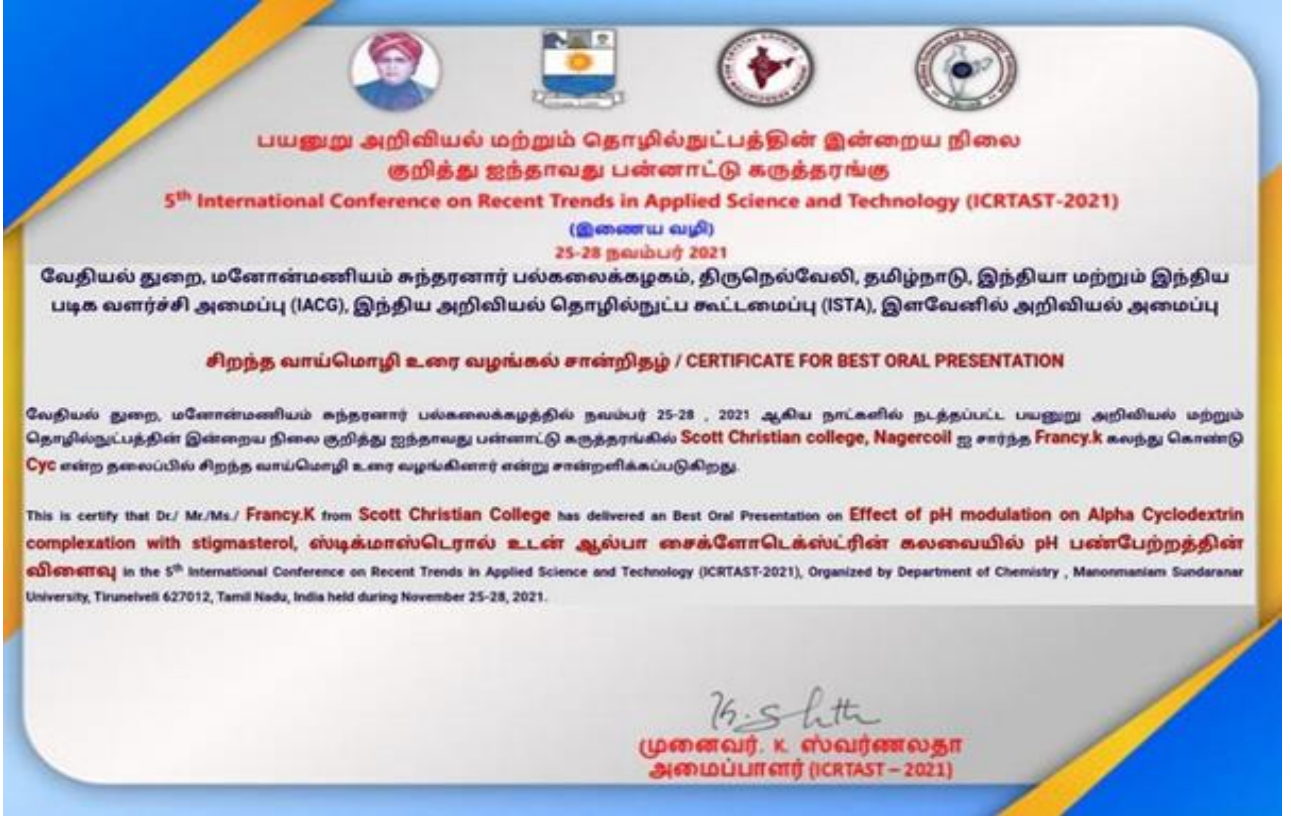 பயனுறு அறிவியல் மற்றும் தொழில்நுட்பத்தின் இன்றைய நிலை
குறித்து ஐந்தாவது பன்னாட்டு கருத்தரங்கு
5th International Conference on Recent Trends in Applied Science and Technology (ICRTAST-2021)
(இணைய வழி)
25-28 நவம்பர் 2021
வேதியல் துறை, மனோன்மணியம் சுந்தரனார் பல்கலைக்கழகம், திருநெல்வேலி, தமிழ்நாடு, இந்தியா மற்றும் இந்திய
படிக வளர்ச்சி அமைப்பு (IACG), இந்திய அறிவியல் தொழில்நுட்ப கூட்டமைப்பு (ISTA), இளவேனில் அறிவியல் அமைப்பு
சிறந்த வாய்மொழி உரை வழங்கல் சான்றிதழ் / CERTIFICATE FOR BEST ORAL PRESENTATION
வேதியல் துறை, மனோன்மணியம் சுந்தரனார் பல்கலைக்கழத்தில் நவம்பர் 25-28 , 2021 ஆகிய நாட்களில் நடத்தப்பட்ட பயனுறு அறிவியல் மற்றும்
தொழில்நுட்பத்தின் இன்றைய நிலை குறித்து ஐந்தாவது பன்னாட்டு கருத்தரங்கில் Scott Christian college, Nagercoil ஐ சார்ந்த Francy.k கலந்து கொண்டு
Cyc என்ற தலைப்பில் சிறந்த வாய்மொழி உரை வழங்கினார் என்று சான்றளிக்கப்படுகிறது.
This is certify that Dr./ Mr./Ms./ Francy.K from Scott Christian College has delivered an Best Oral Presentation on Effect of pH modulation on Alpha Cyclodextrin
complexation with stigmasterol, ஸ்டிக்மாஸ்டெரால் உடன் ஆல்பா சைக்ளோடெக்ஸ்ட்ரின் கலவையில் pH பண்பேற்றத்தின்
விளைவு in the 5th International Conference on Recent Trends in Applied Science and Technology (ICRTAST-2021), Organized by Department of Chemistry , Manonmaniam Sundaranar
University, Tirunelveli 627012, Tamil Nadu, India held during November 25-28, 2021.
முனைவர். K. ஸ்வர்ணலதா
அமைப்பாளர் (ICRTAST – 2021)